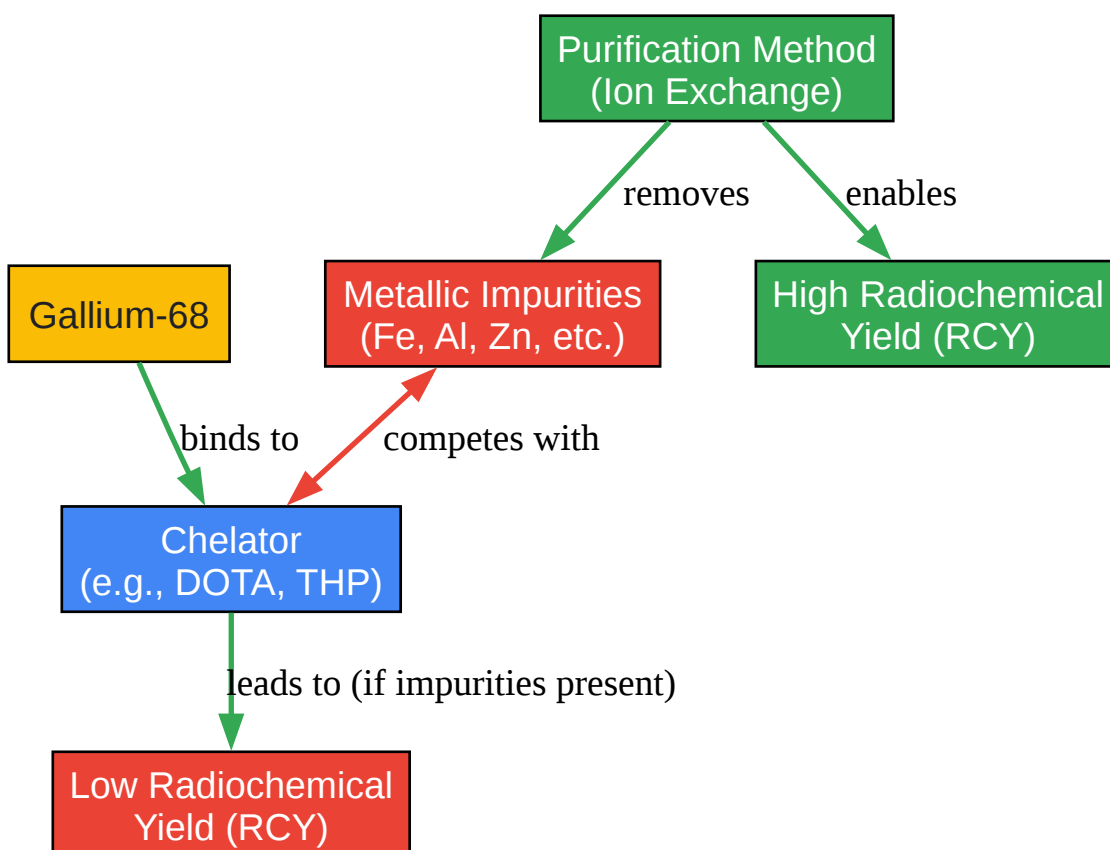 Purification Method
(Ion Exchange)
removes
enables
Gallium-68
Metallic Impurities
(Fe, Al, Zn, etc.)
High Radiochemical
Yield (RCY)
binds to
competes with
Chelator
(e.g., DOTA, THP)
leads to (if impurities present)
Low Radiochemical
Yield (RCY)